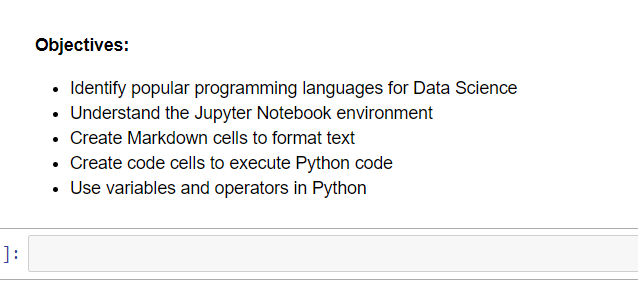 Objectives:
• Identify popular programming languages for Data Science
• Understand the Jupyter Notebook environment
• Create Markdown cells to format text
• Create code cells to execute Python code
• Use variables and operators in Python
]: